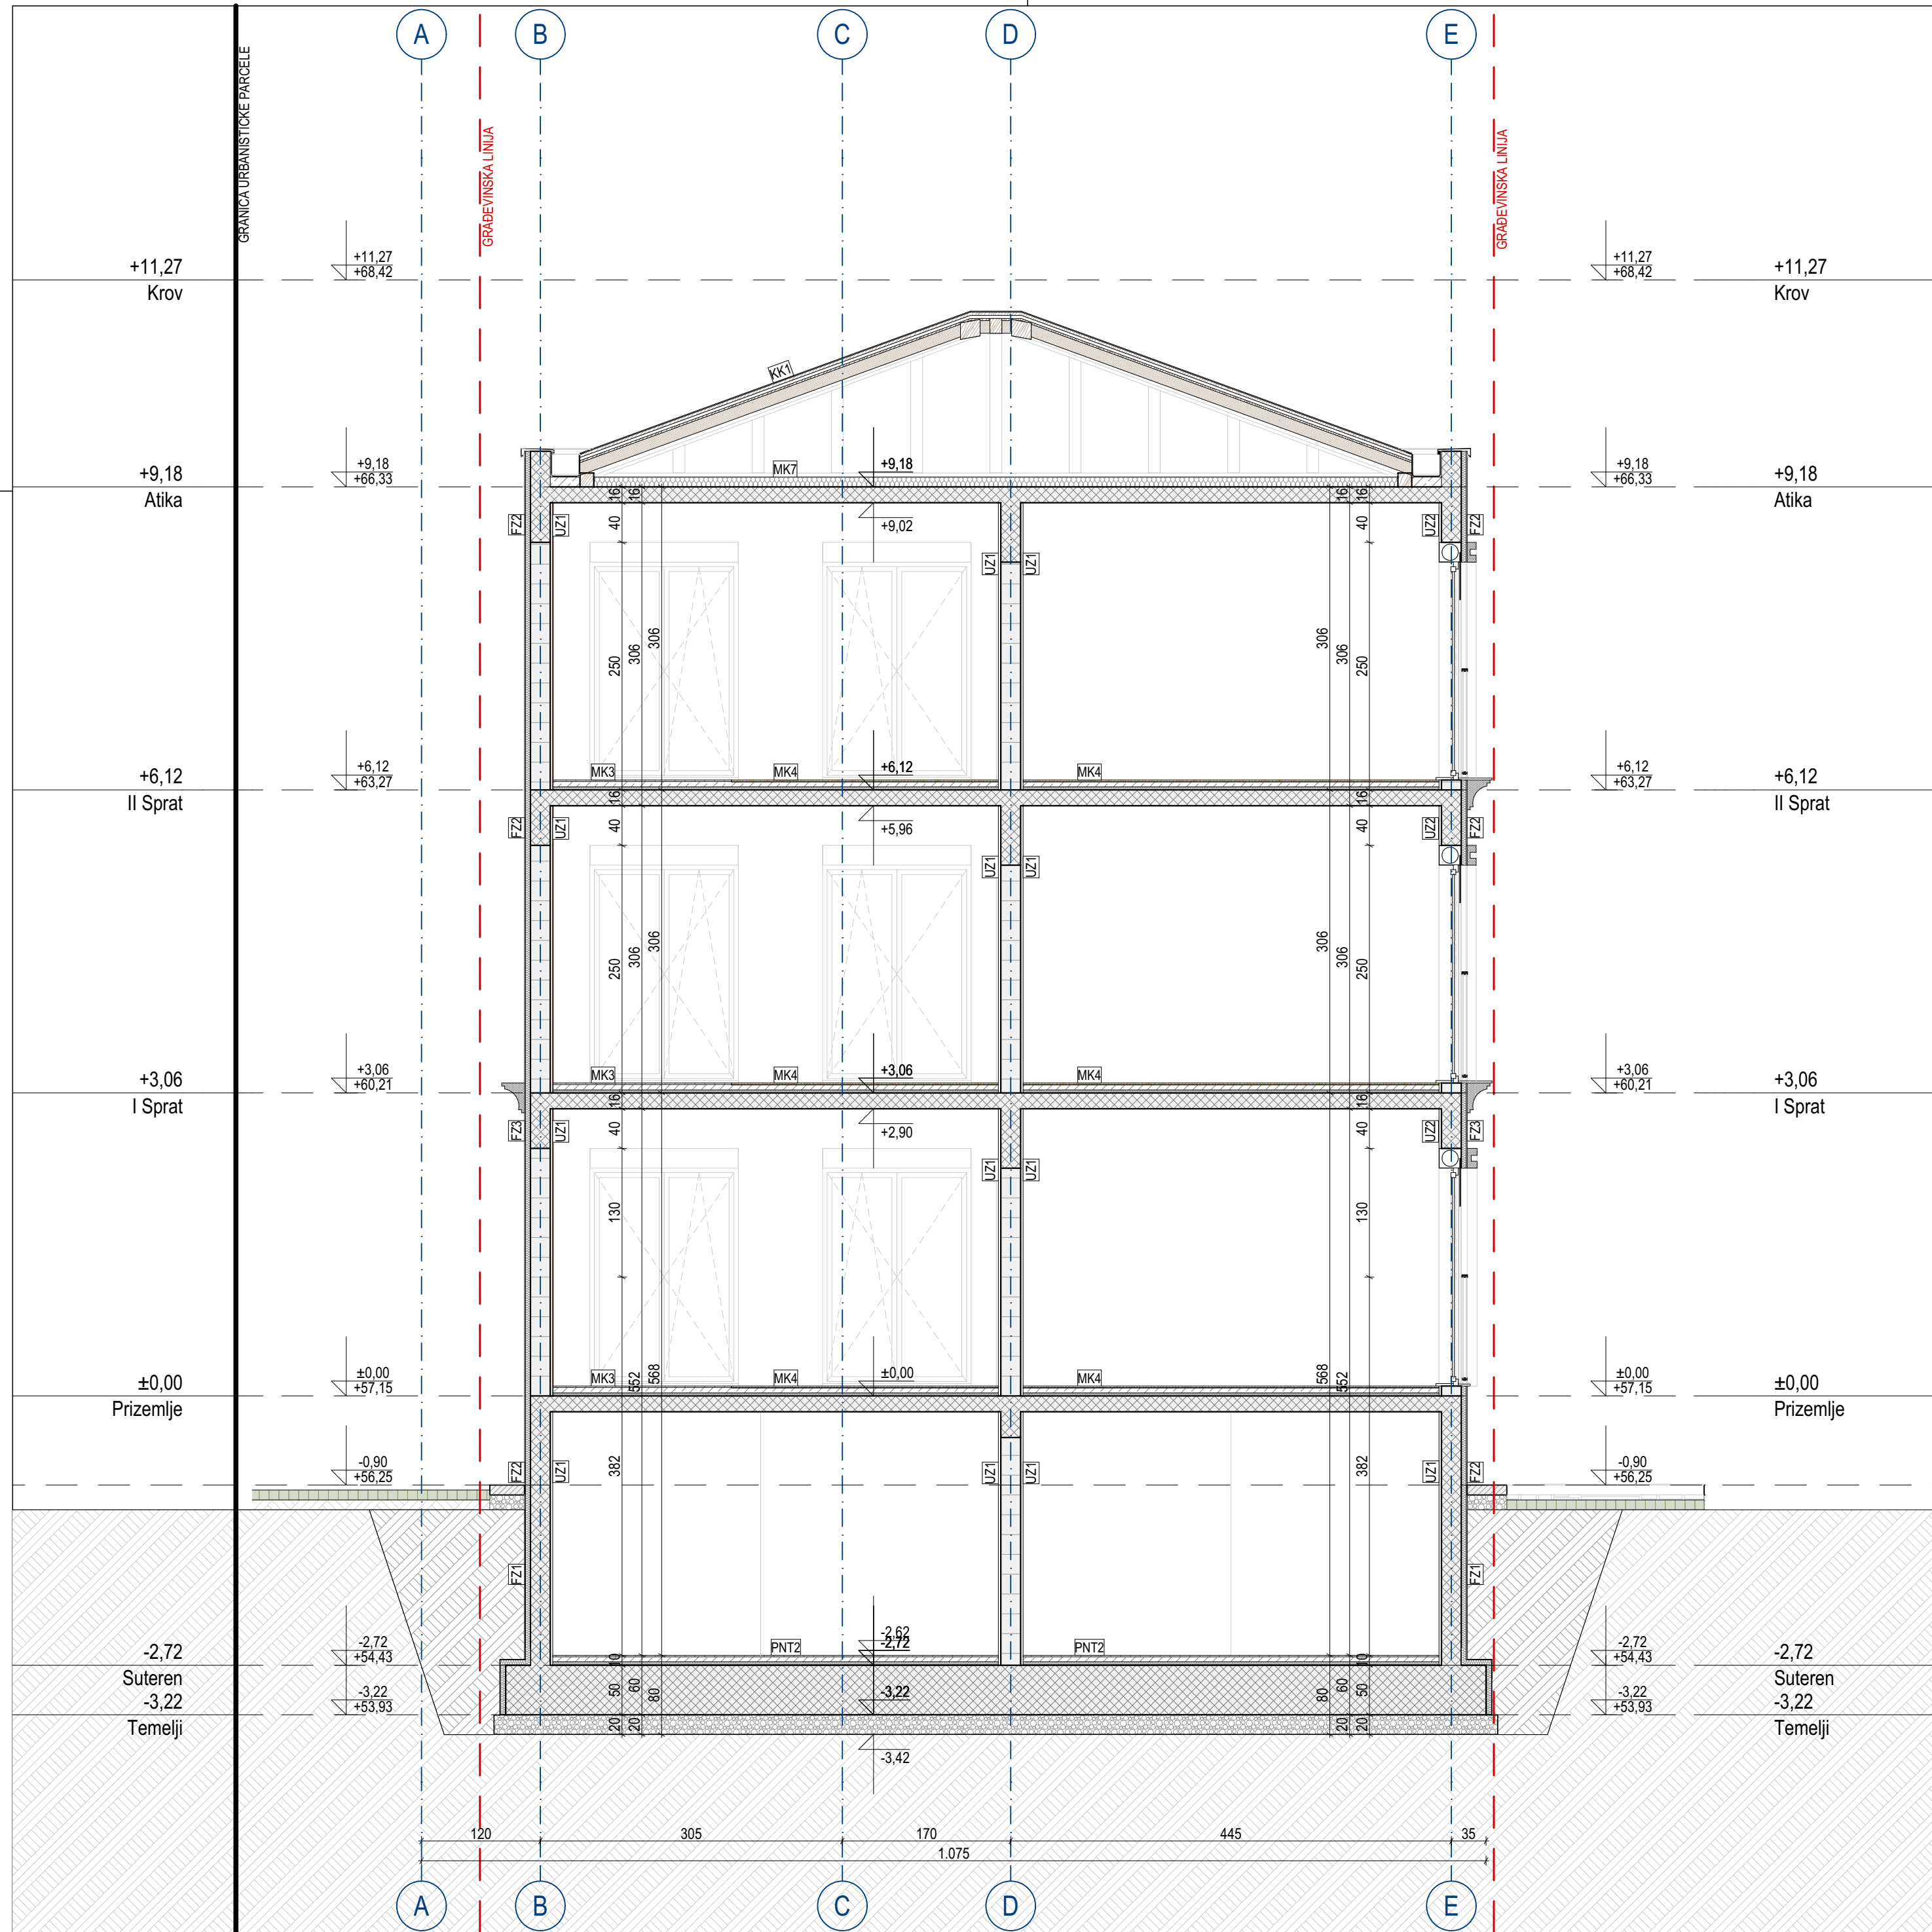 A
B
C
D
E
GRANICA URBANISTICKE PARCELE
GRAĐEVINSKA LINIJA
GRAĐEVINSKA LINIJA
+11,27
Krov
+11,27
+68,42
+11,27
+68,42
+11,27
Krov
KK1
+9,18
Atika
+9,18
+66,33
MK7
+9,18
+9,18
+66,33
+9,18
Atika
16
16
16
16
FZ2
UZ1
40
+9,02
40
UZ2
FZ2
UZ1
UZ1
250
306
306
306
306
250
MK3
MK4
MK4
+6,12
II Sprat
+6,12
+63,27
+6,12
+6,12
+63,27
+6,12
II Sprat
16
16
FZ2
UZ1
40
+5,96
40
UZ2
FZ2
UZ1
UZ1
250
306
306
306
306
250
MK3
MK4
MK4
+3,06
I Sprat
+3,06
+60,21
+3,06
+3,06
+60,21
+3,06
I Sprat
16
16
FZ3
UZ1
40
+2,90
40
UZ2
FZ3
UZ1
UZ1
130
130
MK3
552
568
MK4
MK4
568
552
±0,00
Prizemlje
±0,00
+57,15
±0,00
±0,00
+57,15
±0,00
Prizemlje
-0,90
+56,25
FZ2
UZ1
382
UZ1
UZ1
382
UZ1
FZ2
-0,90
+56,25
FZ1
FZ1
-2,62
-2,72
PNT2
PNT2
-2,72
Suteren
-2,72
+54,43
-2,72
+54,43
-2,72
Suteren
10
10
50
60
80
80
60
50
-3,22
Temelji
-3,22
+53,93
-3,22
-3,22
+53,93
-3,22
Temelji
20
20
20
20
-3,42
120
305
170
445
35
1.075
A
B
C
D
E